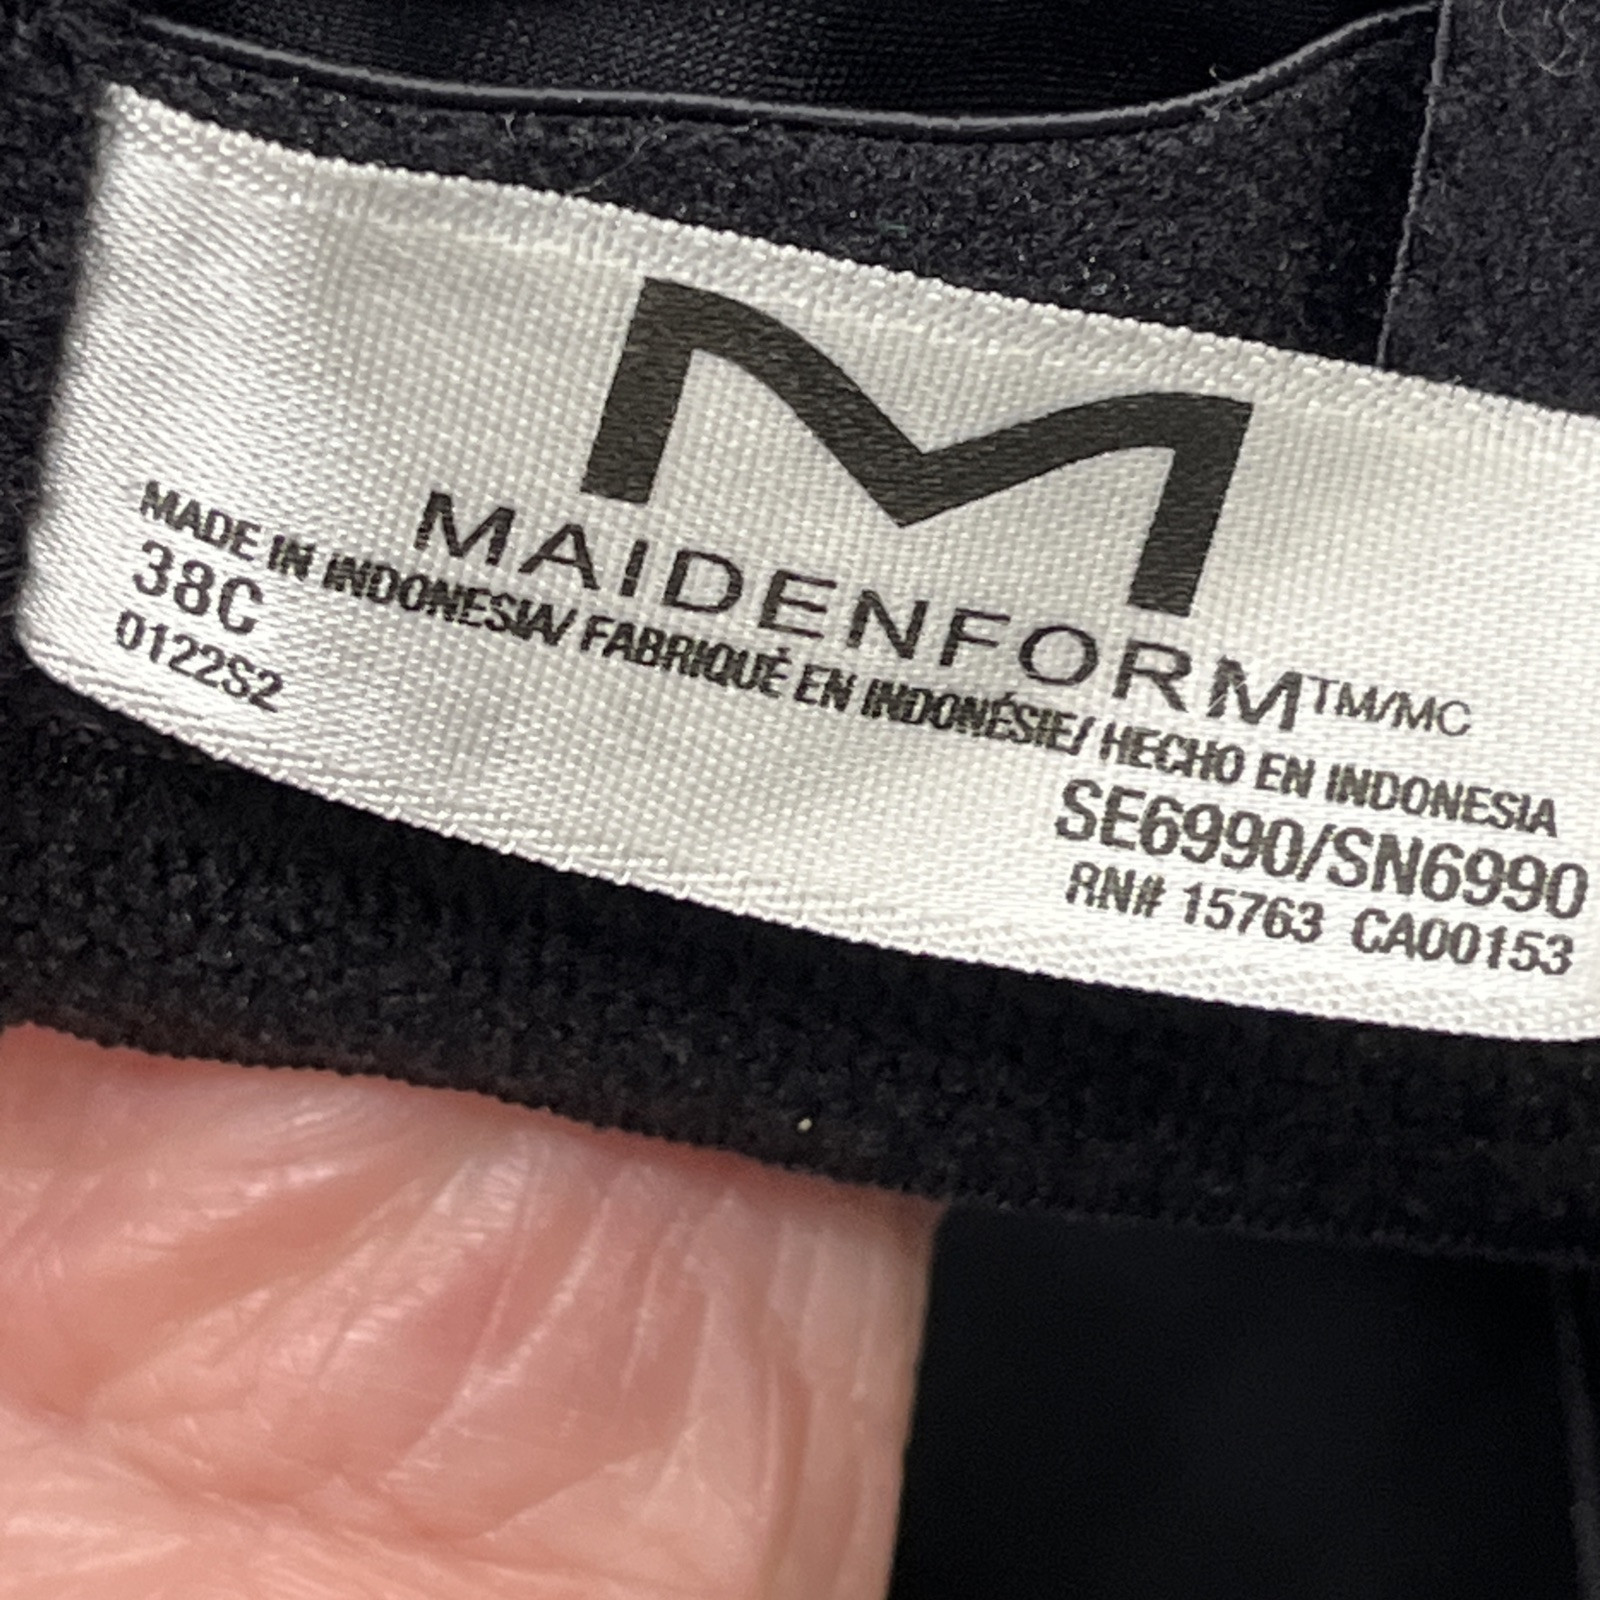 M
MAIDENFORM™/MC
MADE IN INDONESIA/ FABRIQUÉ EN INDONÉSIE/ HECHO EN INDONESIA
38C
SE6990/SN6990
0122S2
RN# 15763 CA00153